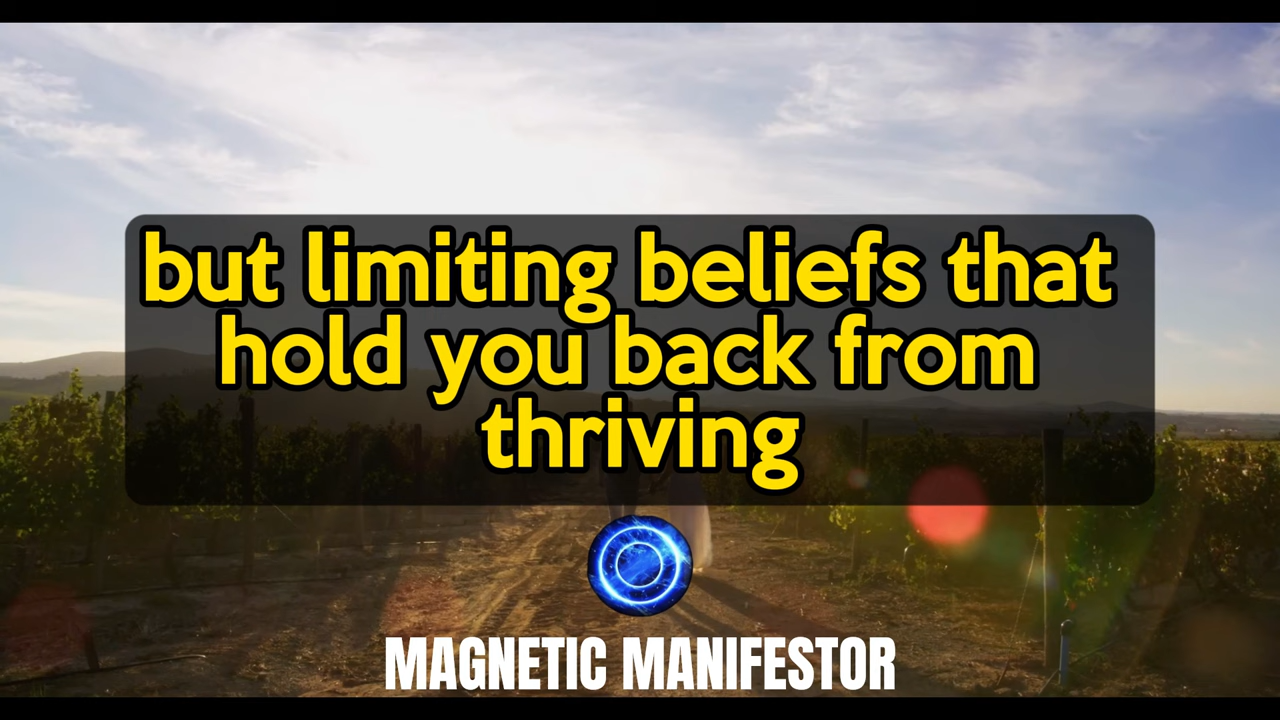 but limiting beliefs that
hold you back from
thriving
MAGNETIC MANIFESTOR